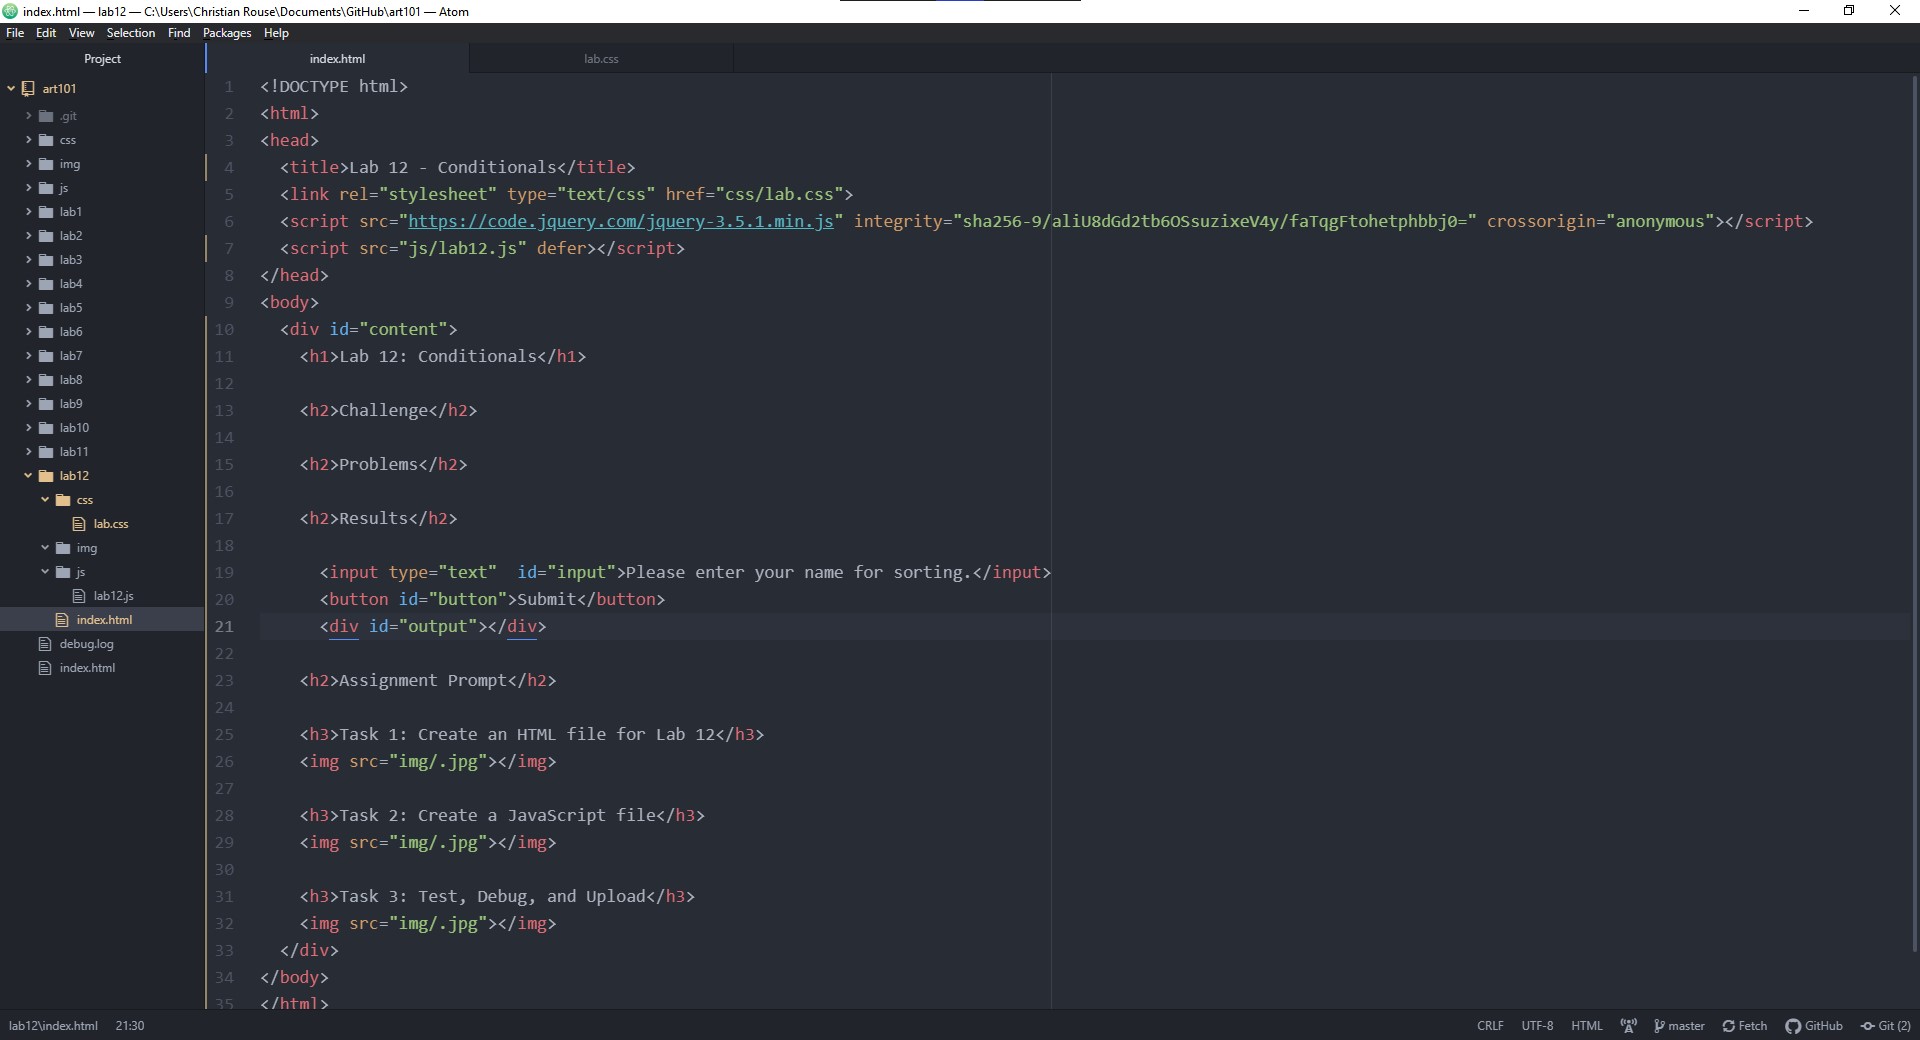 index.html — lab12 — C:\Users\Christian Rouse\Documents\GitHub\art101 — Atom
File Edit View Selection Find Packages Help
Project
art101
.git
css
img
js
lab1
lab2
lab3
lab4
lab5
lab6
lab7
lab8
lab9
lab10
lab11
lab12
css
lab.css
img
js
lab12.js
index.html
debug.log
index.html
index.html lab.css
1 <!DOCTYPE html>
2 <html>
3 <head>
4 <title>Lab 12 - Conditionals</title>
5 <link rel="stylesheet" type="text/css" href="css/lab.css">
6 <script src="https://code.jquery.com/jquery-3.5.1.min.js" integrity="sha256-9/aliU8dGd2tb6OSsuzixeV4y/faTqgFtohetphbbj0=" crossorigin="anonymous"></script>
7 <script src="js/lab12.js" defer></script>
8 </head>
9 <body>
10 <div id="content">
11 <h1>Lab 12: Conditionals</h1>
12
13 <h2>Challenge</h2>
14
15 <h2>Problems</h2>
16
17 <h2>Results</h2>
18
19 <input type="text"  id="input">Please enter your name for sorting.</input>
20 <button id="button">Submit</button>
21 <div id="output"></div>
22
23 <h2>Assignment Prompt</h2>
24
25 <h3>Task 1: Create an HTML file for Lab 12</h3>
26 <img src="img/.jpg"></img>
27
28 <h3>Task 2: Create a JavaScript file</h3>
29 <img src="img/.jpg"></img>
30
31 <h3>Task 3: Test, Debug, and Upload</h3>
32 <img src="img/.jpg"></img>
33 </div>
34 </body>
35 </html>
lab12\index.html 21:30 CRLF UTF-8 HTML master Fetch GitHub Git (2)